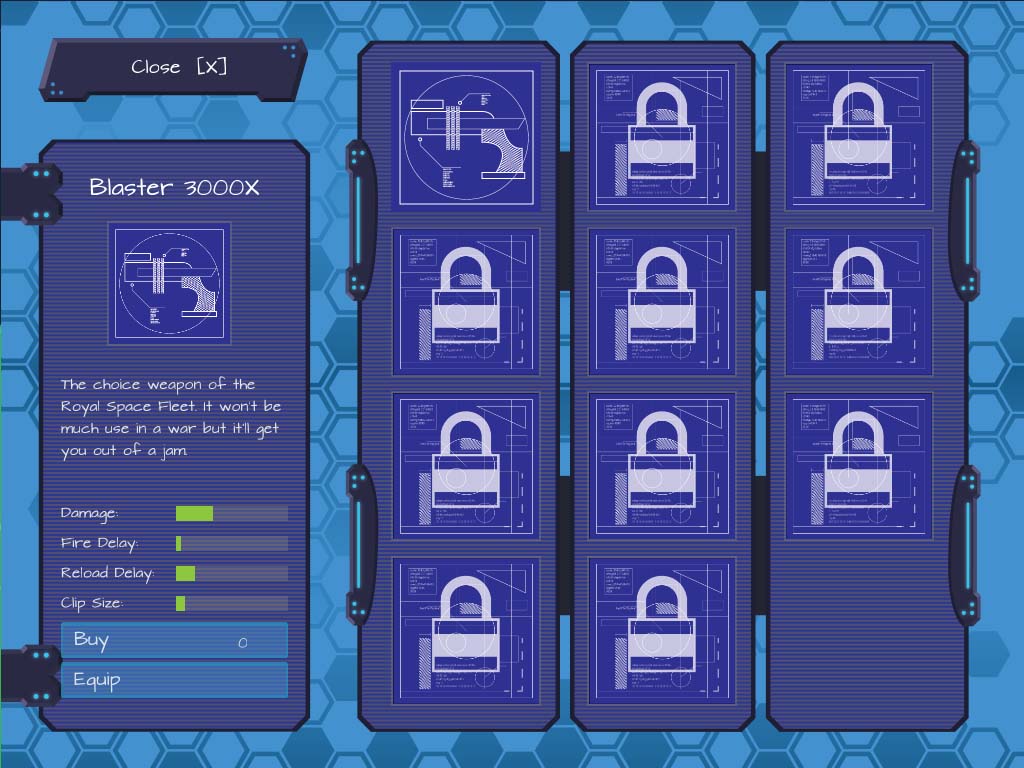 Close [X]
Blaster 3000X
The choice weapon of the
Royal Space Fleet. It won't be
much use in a war but it'll get
you out of a jam.
Damage:
Fire Delay:
Reload Delay:
Clip Size:
Buy 0
Equip